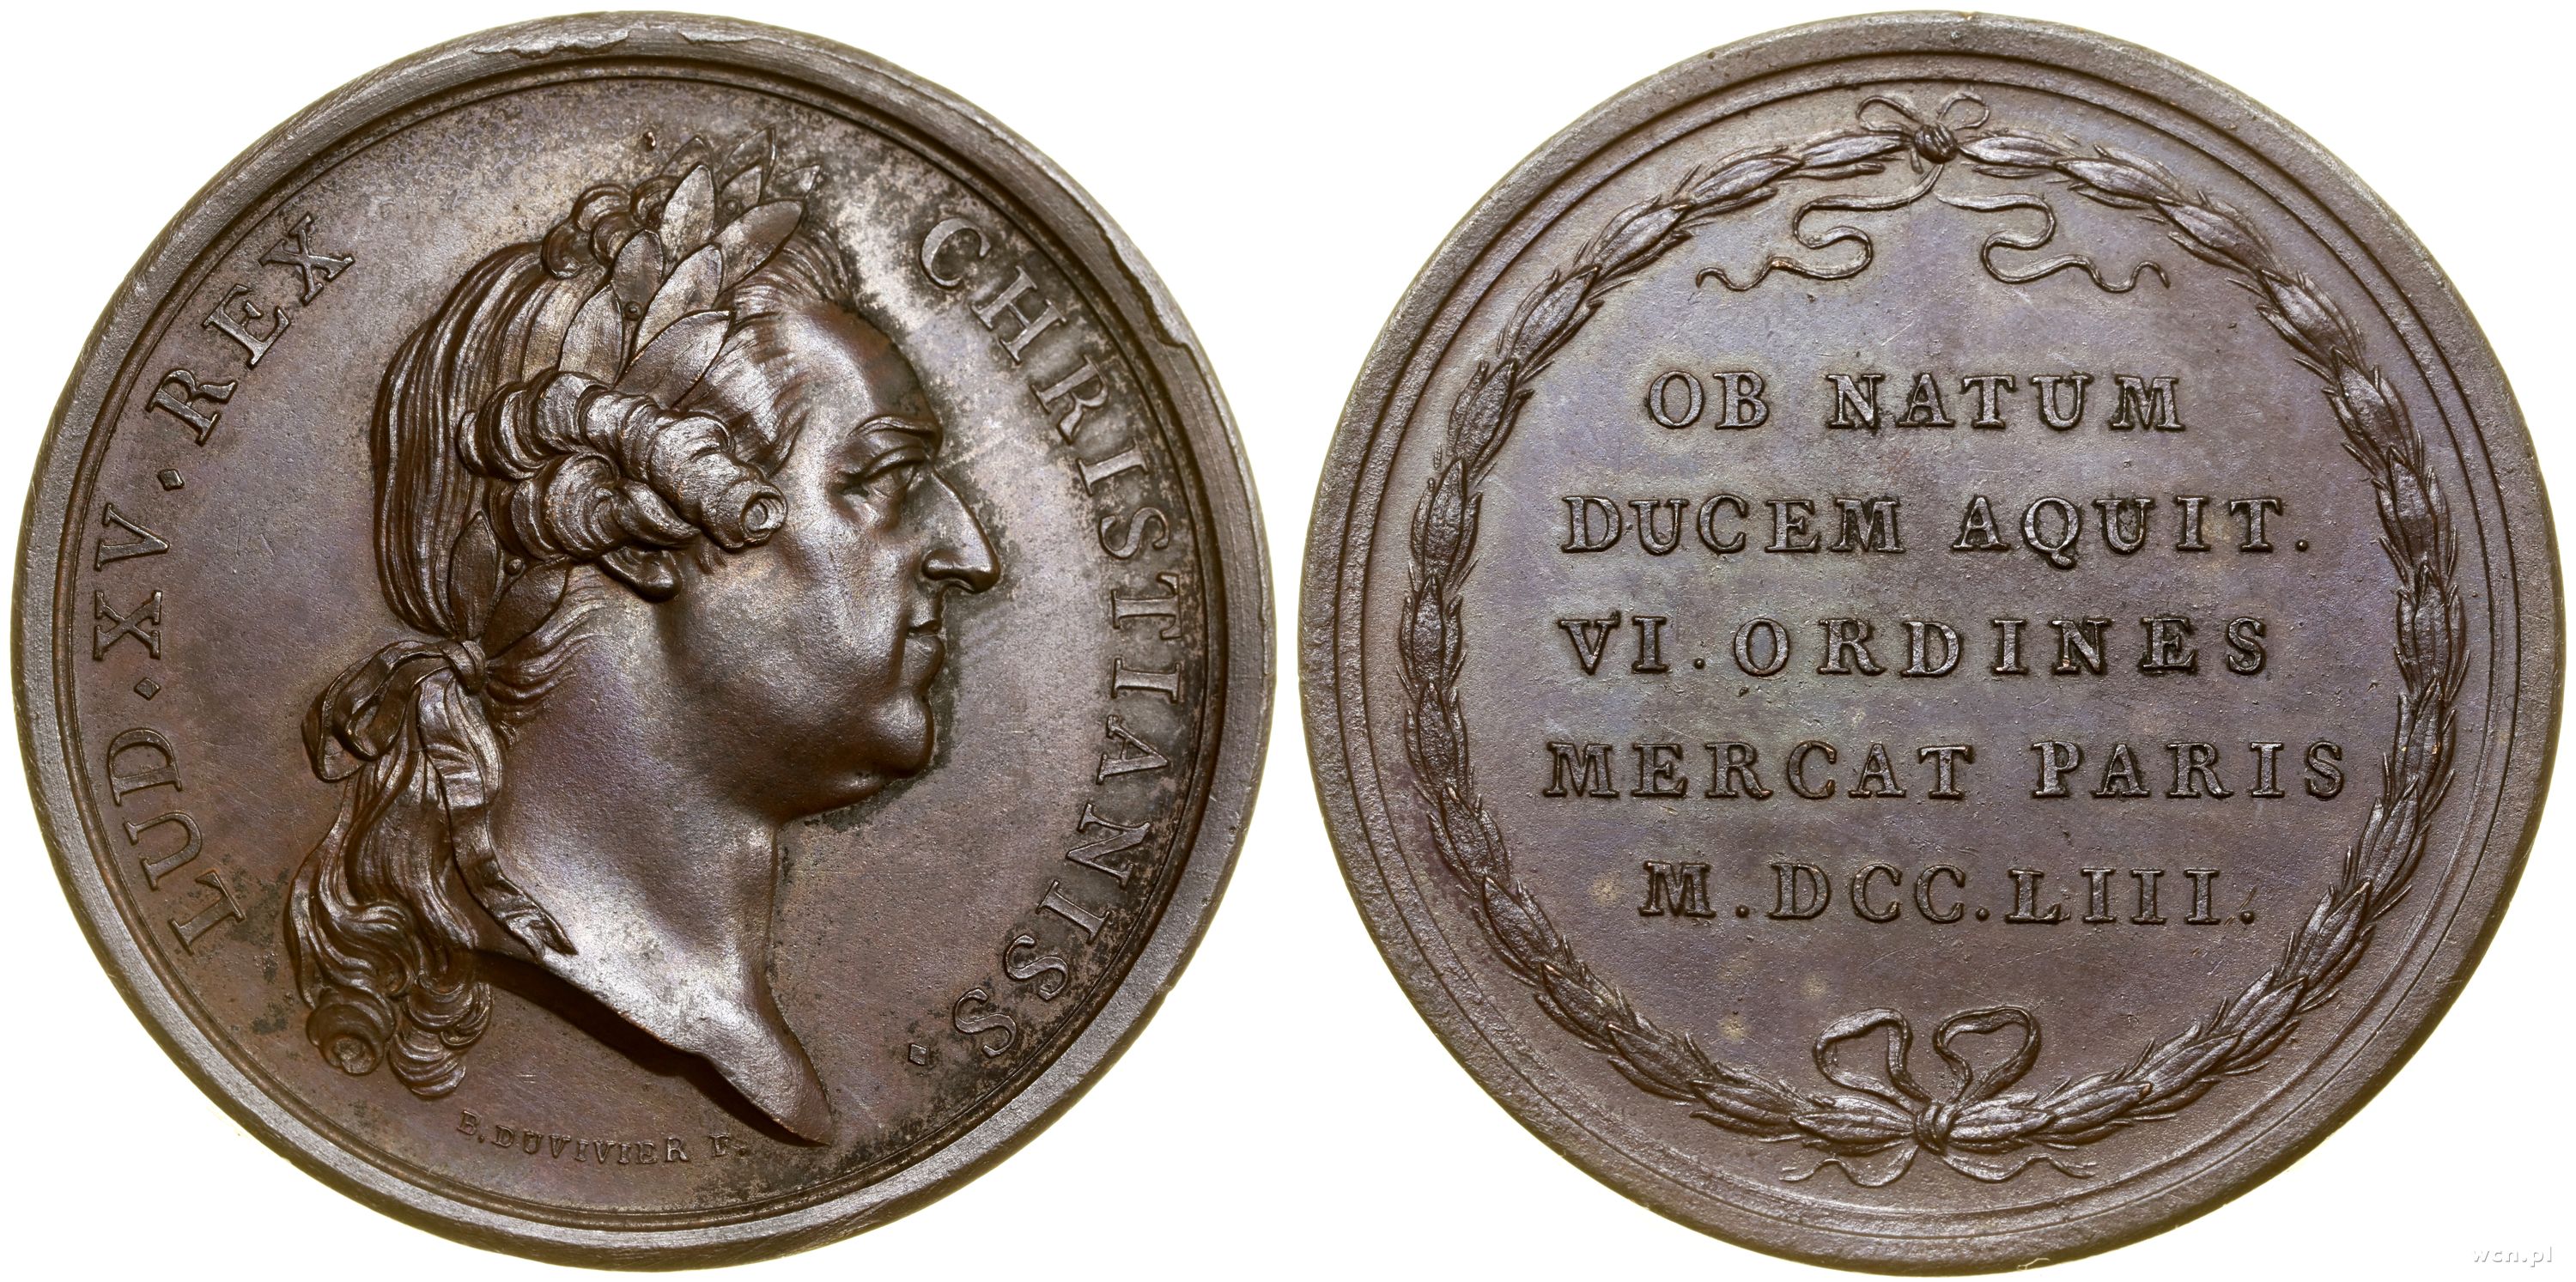 LUD · XV · REX CHRISTIANISS ·
B. DUVIVIER F.
OB NATUM
DUCEM AQUIT.
VI. ORDINES
MERCAT PARIS
M. DCC. LIII.
wcn.pl